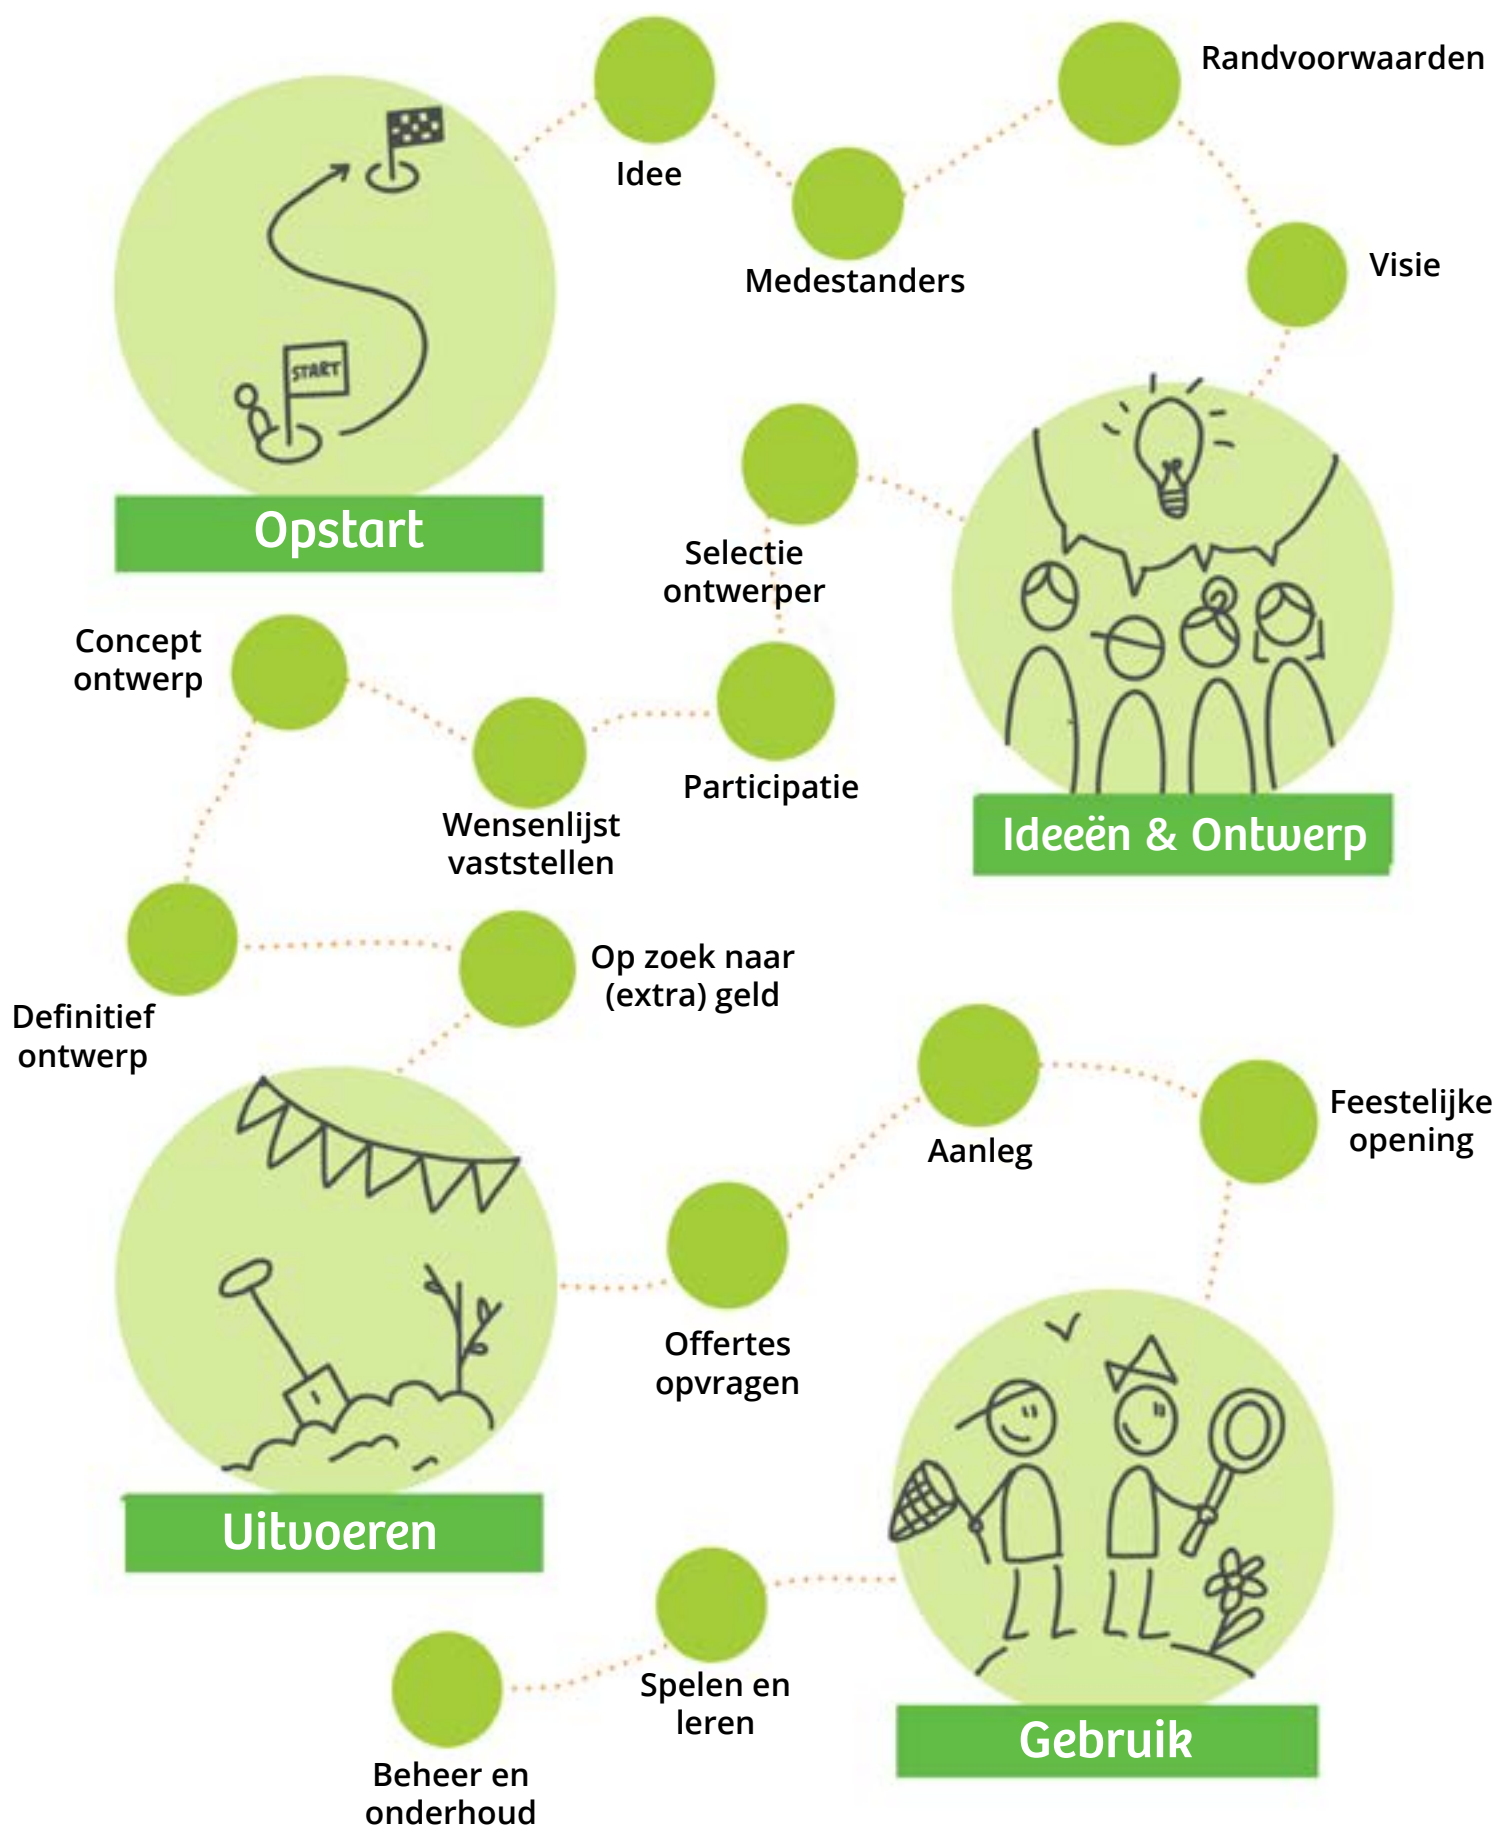 Randvoorwaarden
Idee
Medestanders
Visie
START
Opstart
Selectie
ontwerper
Concept
ontwerp
Participatie
Wensenlijst
vaststellen
Ideeën & Ontwerp
Op zoek naar
(extra) geld
Definitief
ontwerp
Aanleg
Feestelijke
opening
Offertes
opvragen
Uitvoeren
Spelen en
leren
Gebruik
Beheer en
onderhoud